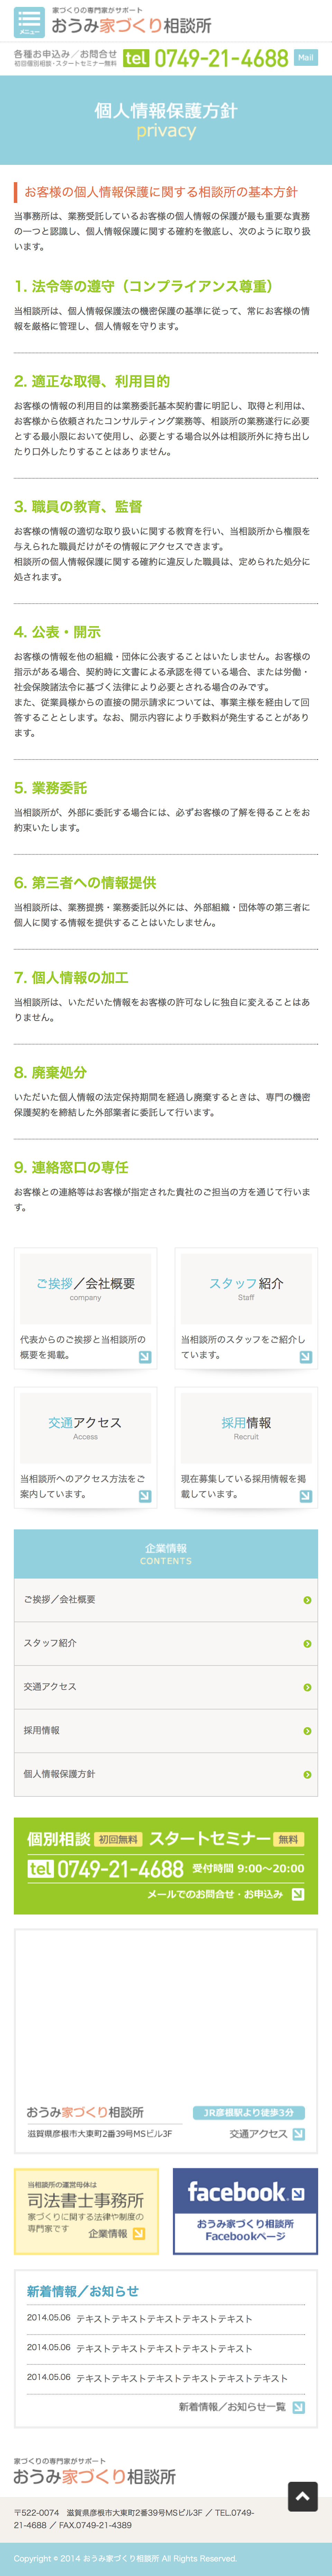 メニュー
家づくりの専門家がサポート
おうみ家づくり相談所
各種お申込み／お問合せ
初回個別相談・スタートセミナー無料
tel 0749-21-4688
Mail
個人情報保護方針
privacy
お客様の個人情報保護に関する相談所の基本方針
当事務所は、業務受託しているお客様の個人情報の保護が最も重要な責務
の一つと認識し、個人情報保護に関する確約を徹底し、次のように取り扱
います。
1. 法令等の遵守（コンプライアンス尊重）
当相談所は、個人情報保護法の機密保護の基準に従って、常にお客様の情
報を厳格に管理し、個人情報を守ります。
2. 適正な取得、利用目的
お客様の情報の利用目的は業務委託基本契約書に明記し、取得と利用は、
お客様から依頼されたコンサルティング業務等、相談所の業務遂行に必要
とする最小限において使用し、必要とする場合以外は相談所外に持ち出し
たり口外したりすることはありません。
3. 職員の教育、監督
お客様の情報の適切な取り扱いに関する教育を行い、当相談所から権限を
与えられた職員だけがその情報にアクセスできます。
相談所の個人情報保護に関する確約に違反した職員は、定められた処分に
処されます。
4. 公表・開示
お客様の情報を他の組織・団体に公表することはいたしません。お客様の
指示がある場合、契約時に文書による承認を得ている場合、または労働・
社会保険諸法令に基づく法律により必要とされる場合のみです。
また、従業員様からの直接の開示請求については、事業主様を経由して回
答することとします。なお、開示内容により手数料が発生することがあり
ます。
5. 業務委託
当相談所が、外部に委託する場合には、必ずお客様の了解を得ることをお
約束いたします。
6. 第三者への情報提供
当相談所は、業務提携・業務委託以外には、外部組織・団体等の第三者に
個人に関する情報を提供することはいたしません。
7. 個人情報の加工
当相談所は、いただいた情報をお客様の許可なしに独自に変えることはあ
りません。
8. 廃棄処分
いただいた個人情報の法定保持期間を経過し廃棄するときは、専門の機密
保護契約を締結した外部業者に委託して行います。
9. 連絡窓口の専任
お客様との連絡等はお客様が指定された貴社のご担当の方を通じて行いま
す。
ご挨拶／会社概要
company
代表からのご挨拶と当相談所の
概要を掲載。
スタッフ紹介
Staff
当相談所のスタッフをご紹介し
ています。
交通アクセス
Access
当相談所へのアクセス方法をご
案内しています。
採用情報
Recruit
現在募集している採用情報を掲
載しています。
企業情報
CONTENTS
ご挨拶／会社概要
スタッフ紹介
交通アクセス
採用情報
個人情報保護方針
個別相談 初回無料 スタートセミナー 無料
tel 0749-21-4688 受付時間 9:00〜20:00
メールでのお問合せ・お申込み
おうみ家づくり相談所
JR彦根駅より徒歩3分
滋賀県彦根市大東町2番39号MSビル3F
交通アクセス
当相談所の運営母体は
司法書士事務所
家づくりに関する法律や制度の
専門家です
企業情報
facebook
おうみ家づくり相談所
Facebookページ
新着情報／お知らせ
2014.05.06 テキストテキストテキストテキストテキスト
2014.05.06 テキストテキストテキストテキストテキスト
2014.05.06 テキストテキストテキストテキストテキストテキスト
新着情報／お知らせ一覧
家づくりの専門家がサポート
おうみ家づくり相談所
〒522-0074　滋賀県彦根市大東町2番39号MSビル3F ／ TEL.0749-
21-4688 ／ FAX.0749-21-4389
Copyright © 2014 おうみ家づくり相談所 All Rights Reserved.